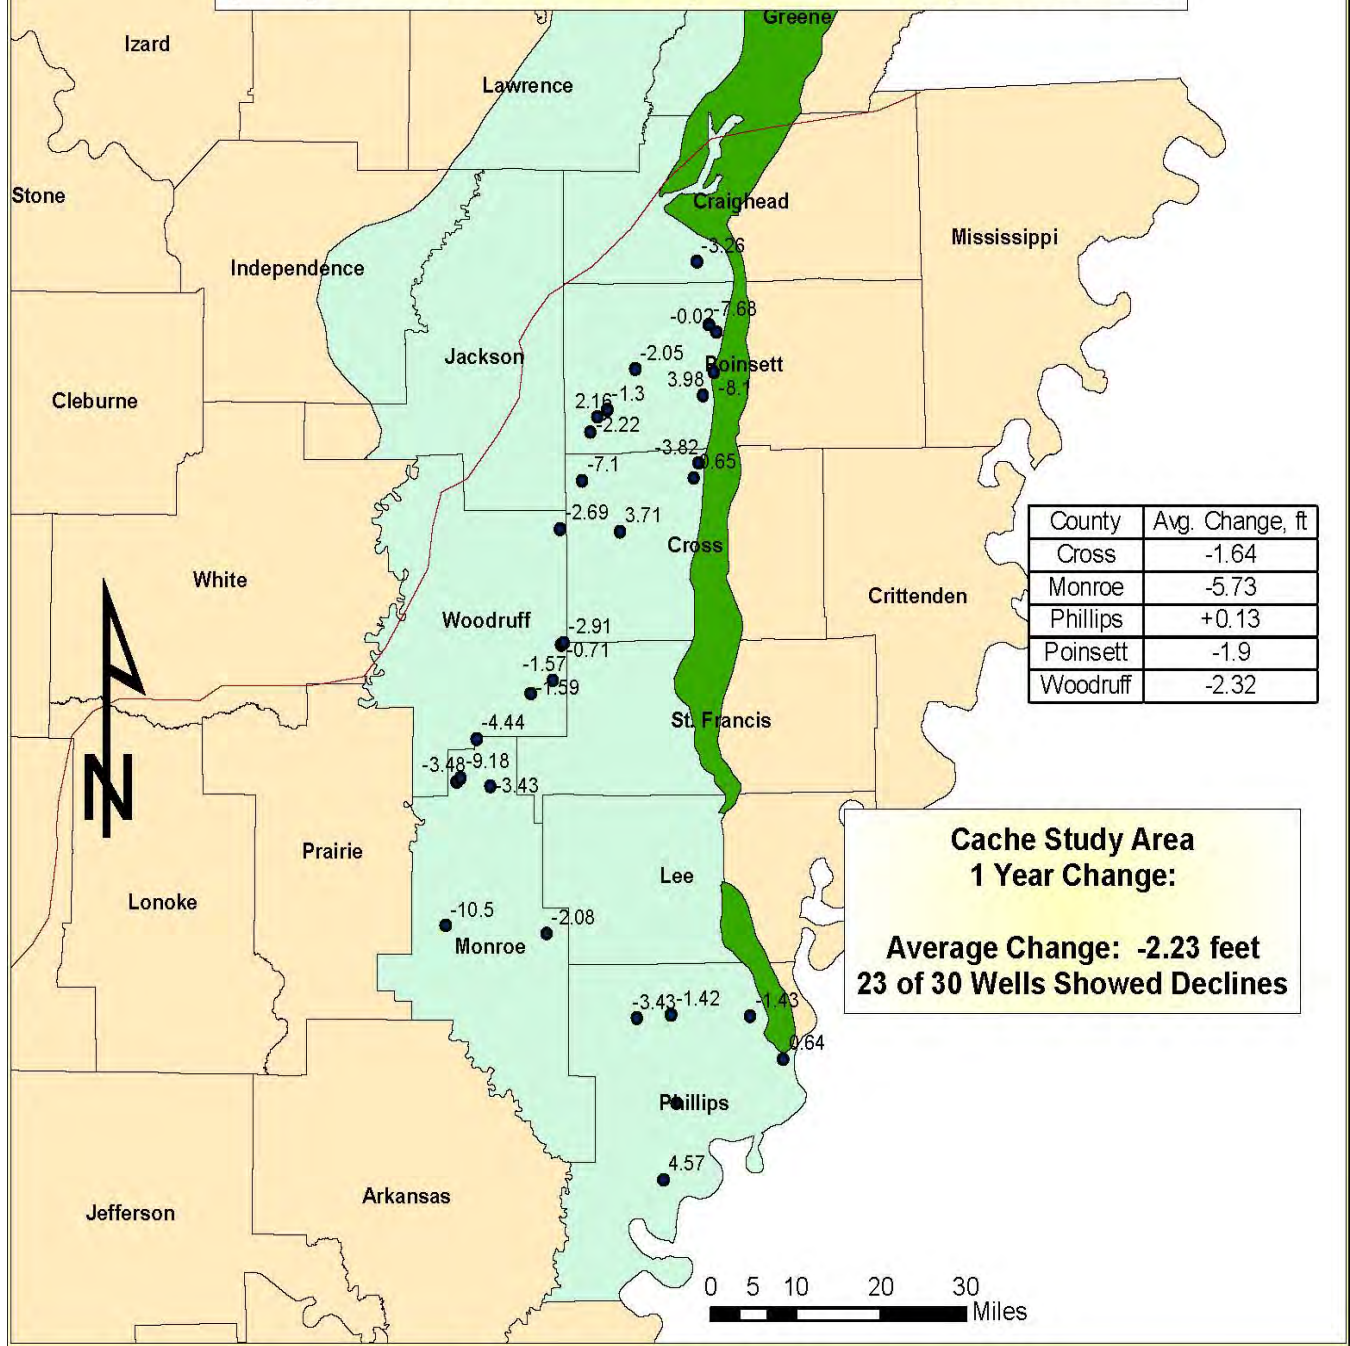 Greene
Izard
Lawrence
Stone
Craighead
Mississippi
-3.26
Independence
-0.02
-7.68
Jackson
-2.05
Poinsett
3.98
-8.1
Cleburne
2.16
-1.3
-2.22
-3.82
0.65
-7.1
-2.69
3.71
Cross
White
Crittenden
County Avg. Change, ft
Cross -1.64
Monroe -5.73
Phillips +0.13
Poinsett -1.9
Woodruff -2.32
Woodruff
-2.91
-0.71
-1.57
-1.59
St. Francis
-4.44
-3.48
-9.18
-3.43
N
Prairie
Lonoke
Lee
Cache Study Area
1 Year Change:
Average Change: -2.23 feet
23 of 30 Wells Showed Declines
-10.5
-2.08
Monroe
-3.43
-1.42
-1.43
0.64
Phillips
4.57
Arkansas
Jefferson
0 5 10 20 30
Miles